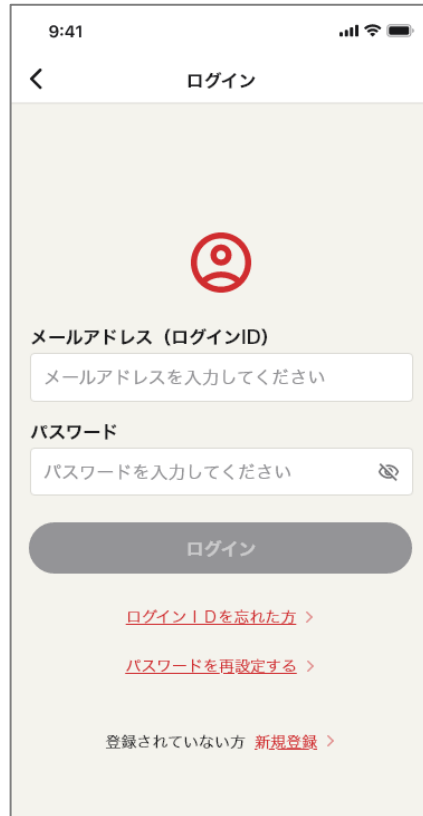 9:41
ログイン
メールアドレス（ログインID）
メールアドレスを入力してください
パスワード
パスワードを入力してください
ログイン
ログインＩＤを忘れた方
パスワードを再設定する
登録されていない方 新規登録